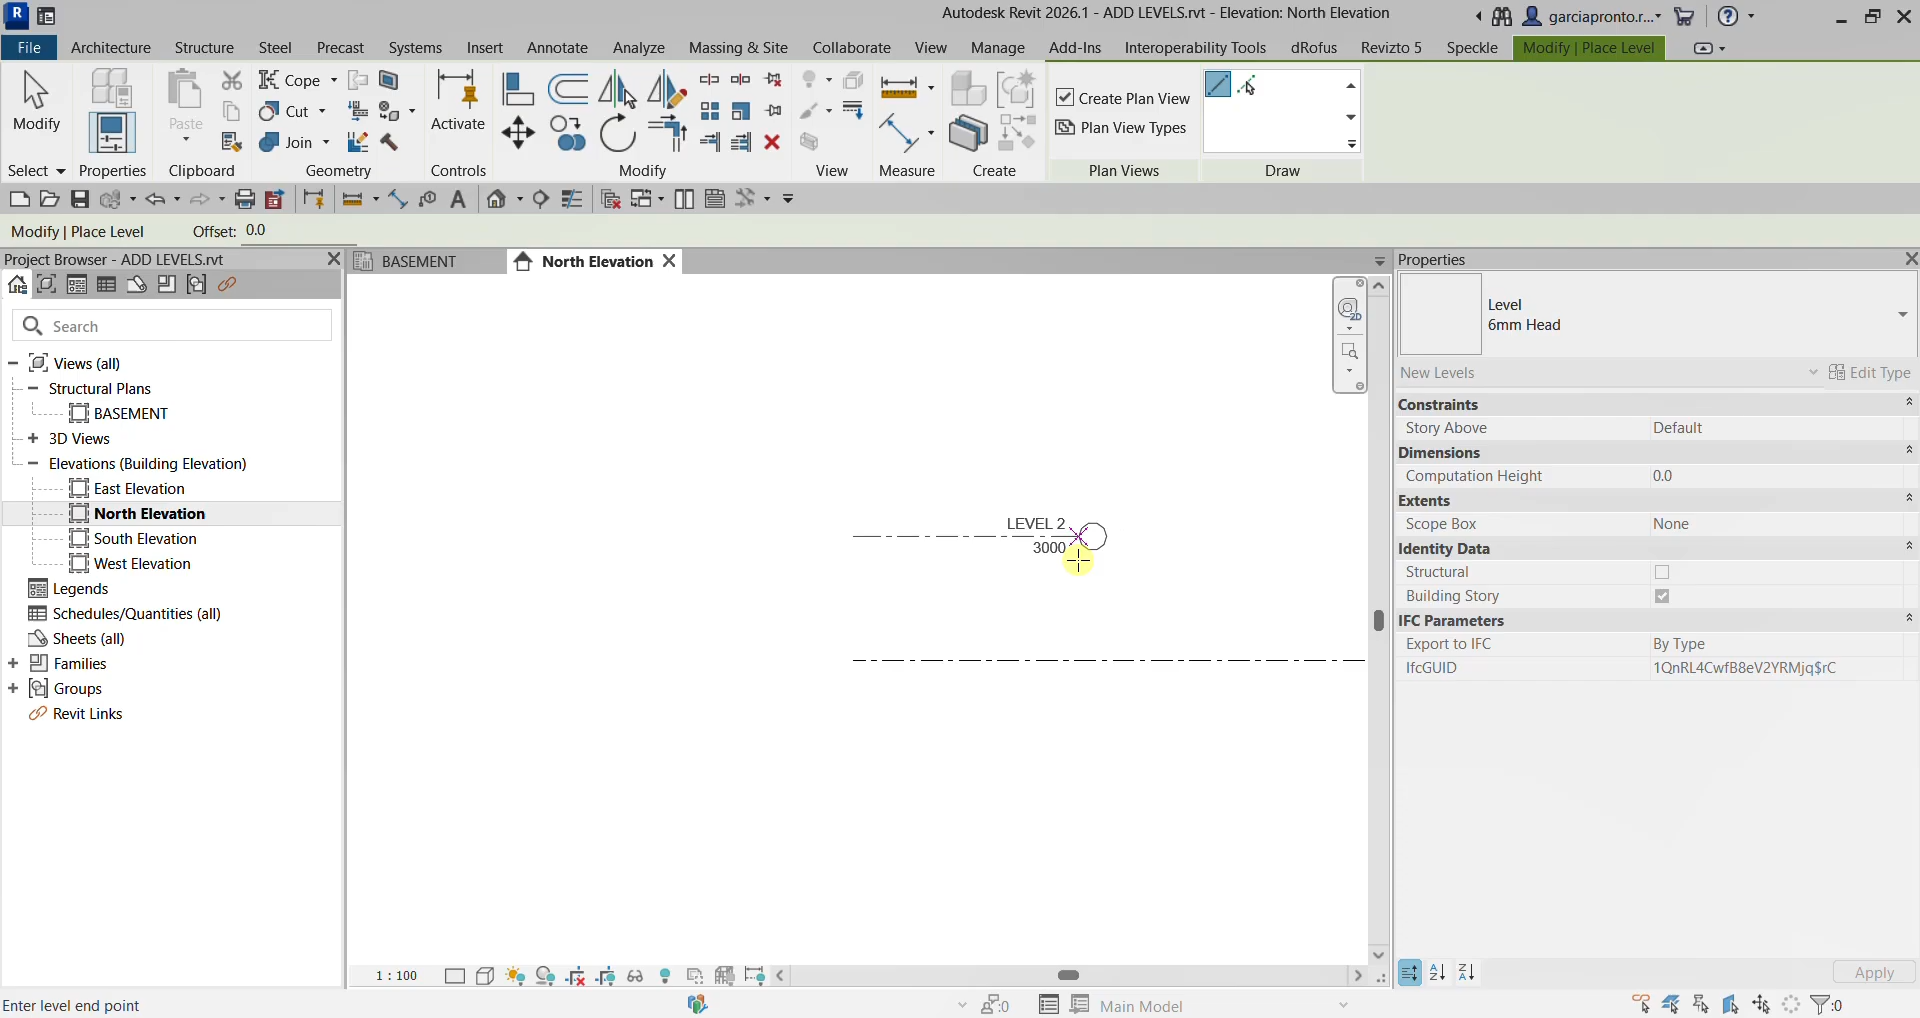 Autodesk Revit 2026.1 - ADD LEVELS.rvt - Elevation: North Elevation
garciapronto.r...
File Architecture Structure Steel Precast Systems Insert Annotate Analyze Massing & Site Collaborate View Manage Add-Ins Interoperability Tools dRofus Revizto 5 Speckle Modify | Place Level
Modify
Paste
Cope
Cut
Join
Activate
Create Plan View
Plan View Types
Select Properties Clipboard Geometry Controls Modify View Measure Create Plan Views Draw
Modify | Place Level Offset: 0.0
Project Browser - ADD LEVELS.rvt
Search
Views (all)
Structural Plans
BASEMENT
3D Views
Elevations (Building Elevation)
East Elevation
North Elevation
South Elevation
West Elevation
Legends
Schedules/Quantities (all)
Sheets (all)
Families
Groups
Revit Links
BASEMENT
North Elevation
2D
LEVEL 2
3000
1 : 100
Properties
Level
6mm Head
New Levels
Edit Type
Constraints
Story Above Default
Dimensions
Computation Height 0.0
Extents
Scope Box None
Identity Data
Structural
Building Story
IFC Parameters
Export to IFC By Type
IfcGUID 1QnRL4CwfB8eV2YRMjq$rC
Apply
Enter level end point
:0
Main Model
:0